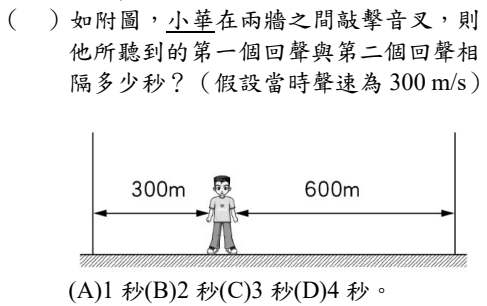 (　)如附圖,小華在兩牆之間敲擊音叉,則
他所聽到的第一個回聲與第二個回聲相
隔多少秒?(假設當時聲速為 300 m/s)
300m 600m
(A)1 秒(B)2 秒(C)3 秒(D)4 秒。